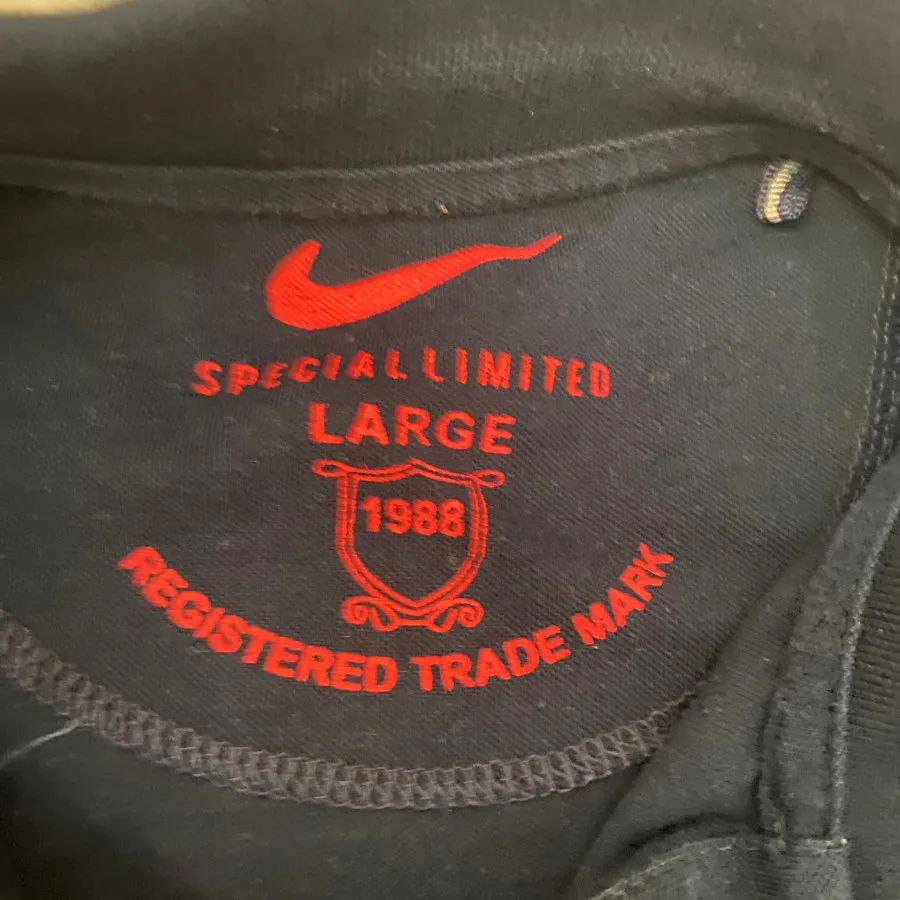 SPECIAL LIMITED
LARGE
1988
REGISTERED TRADE MARK